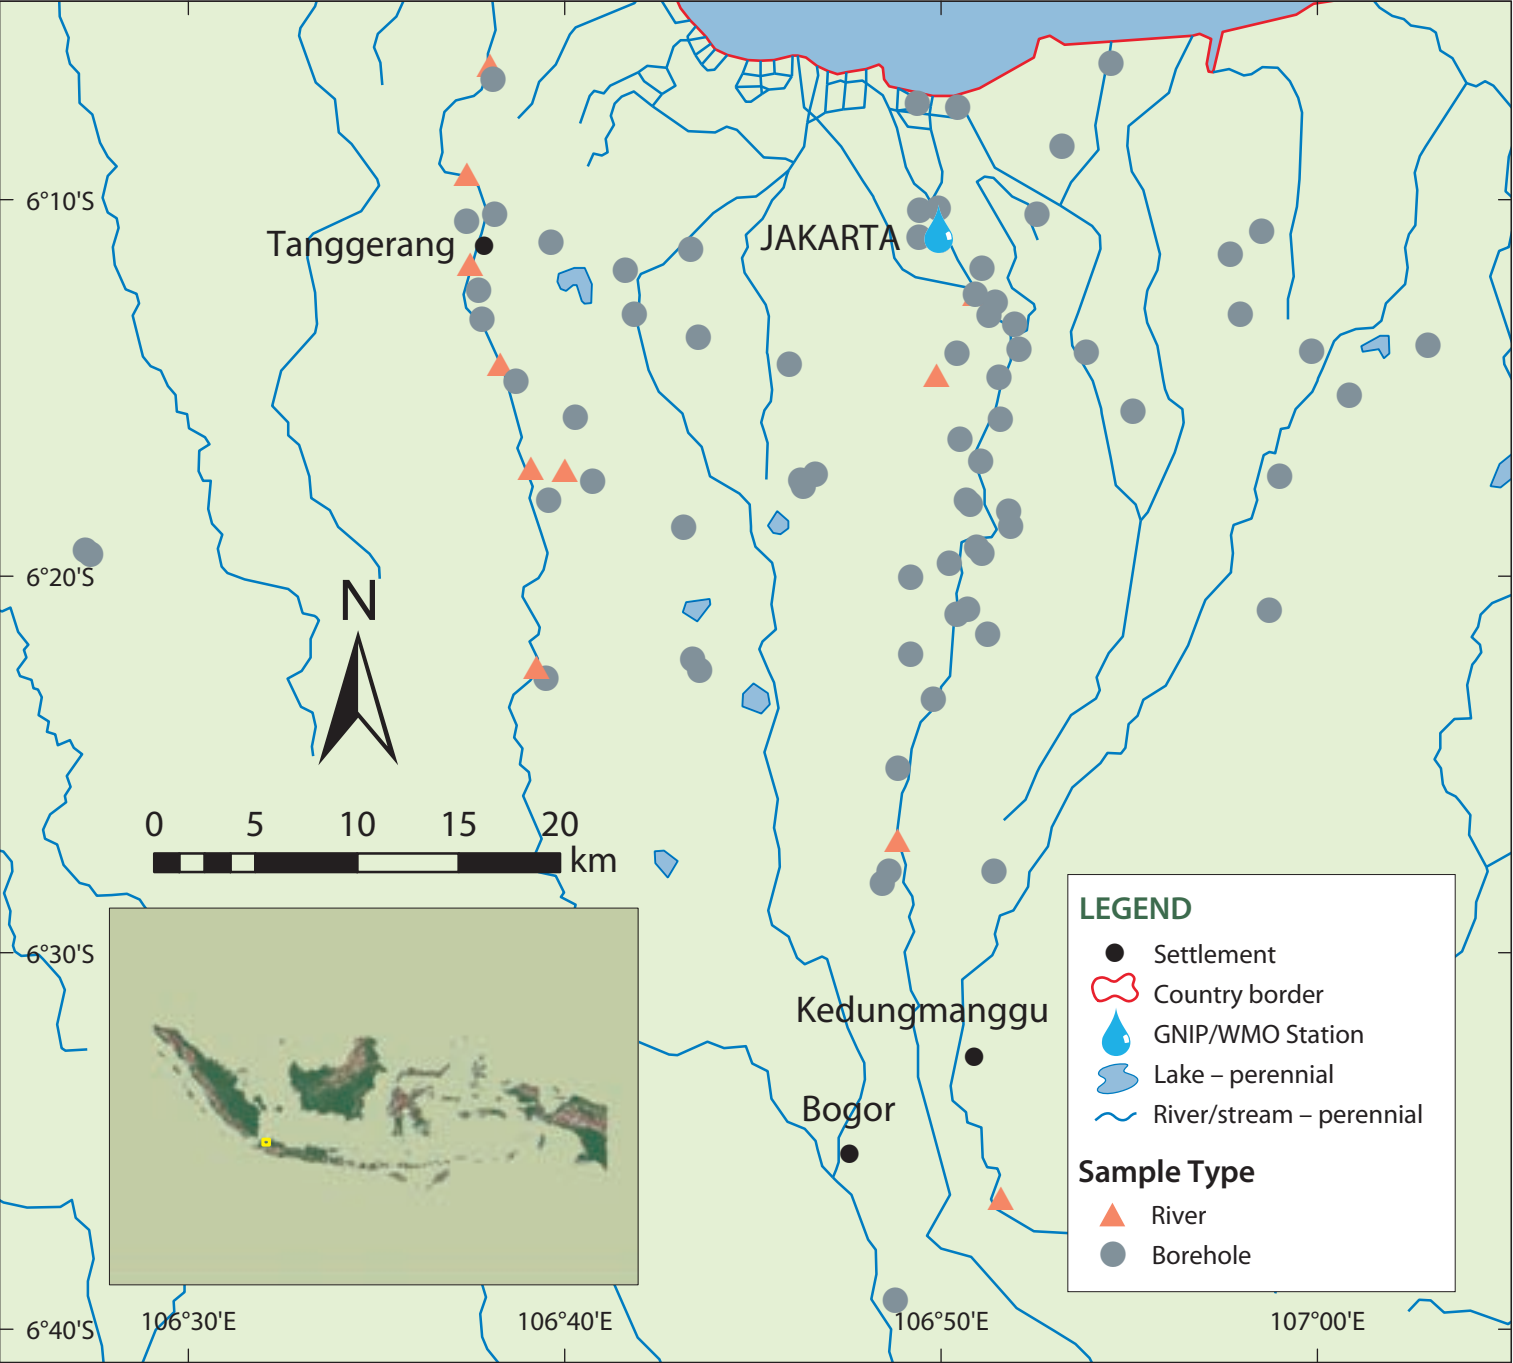 6°10'S
Tanggerang
JAKARTA
6°20'S
N
0 5 10 15 20
km
6°30'S
Kedungmanggu
Bogor
LEGEND
Settlement
Country border
GNIP/WMO Station
Lake – perennial
River/stream – perennial
Sample Type
River
Borehole
6°40'S
106°30'E 106°40'E 106°50'E 107°00'E